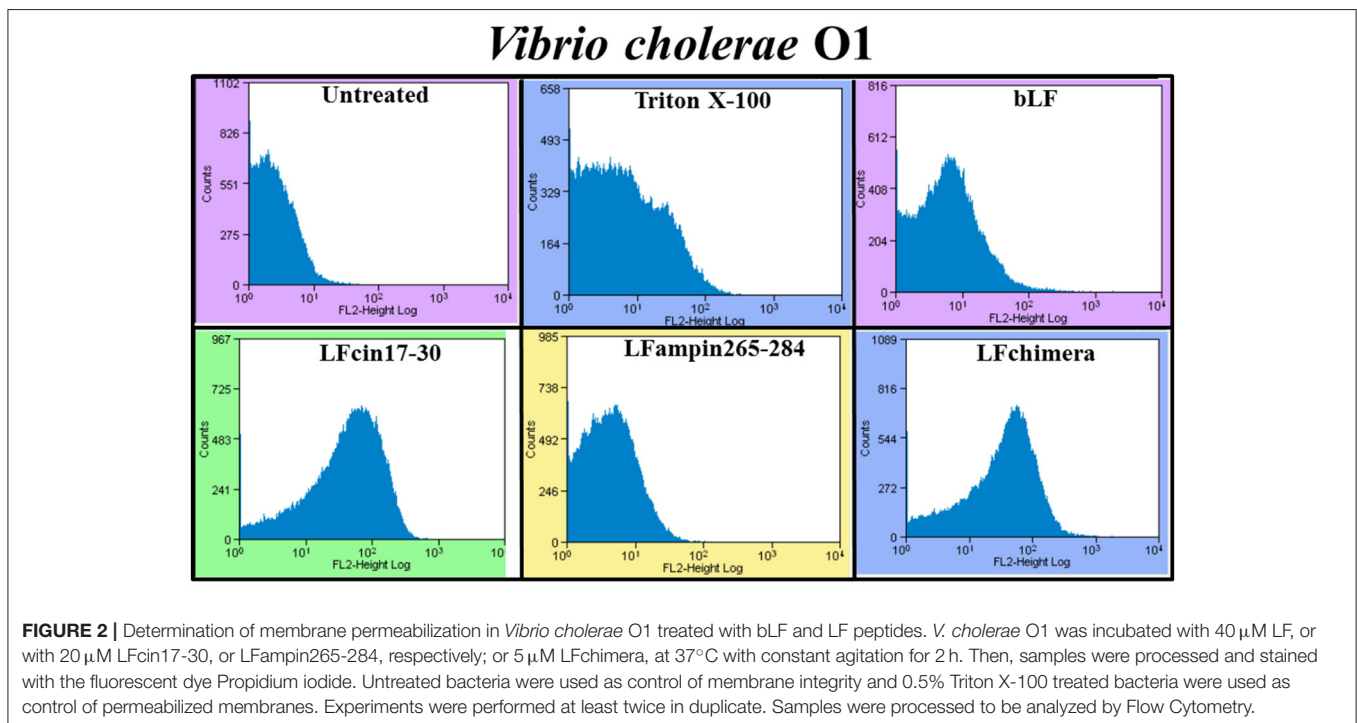 Vibrio cholerae O1
Untreated
1102
826
551
275
0
Counts
10⁰ 10¹ 10² 10³ 10⁴
FL2-Height Log
Triton X-100
658
493
329
164
0
Counts
10⁰ 10¹ 10² 10³ 10⁴
FL2-Height Log
bLF
816
612
408
204
0
Counts
10⁰ 10¹ 10² 10³ 10⁴
FL2-Height Log
LFcin17-30
967
725
483
241
0
Counts
10⁰ 10¹ 10² 10³ 10
FL2-Height Log
LFampin265-284
985
738
492
246
0
Counts
10⁰ 10¹ 10² 10³ 10⁴
FL2-Height Log
LFchimera
1089
816
544
272
0
Counts
10⁰ 10¹ 10² 10³ 10⁴
FL2-Height Log
FIGURE 2 | Determination of membrane permeabilization in Vibrio cholerae O1 treated with bLF and LF peptides. V. cholerae O1 was incubated with 40 μM LF, or
with 20 μM LFcin17-30, or LFampin265-284, respectively; or 5 μM LFchimera, at 37°C with constant agitation for 2 h. Then, samples were processed and stained
with the fluorescent dye Propidium iodide. Untreated bacteria were used as control of membrane integrity and 0.5% Triton X-100 treated bacteria were used as
control of permeabilized membranes. Experiments were performed at least twice in duplicate. Samples were processed to be analyzed by Flow Cytometry.